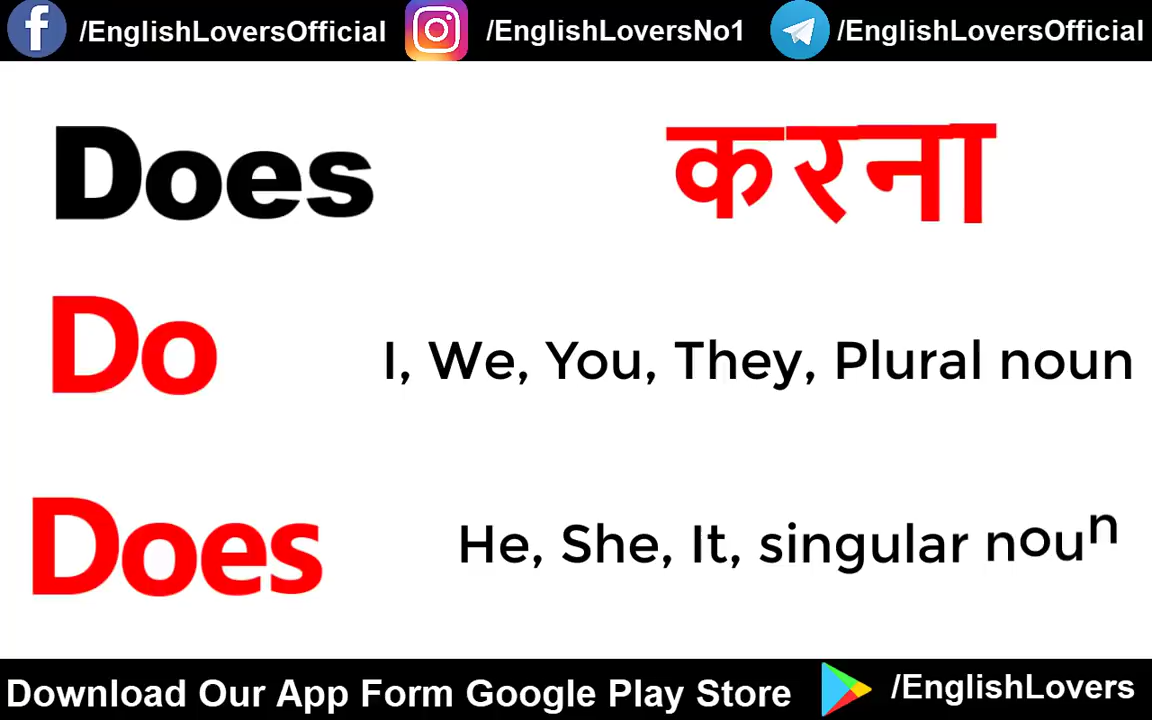 /EnglishLoversOfficial /EnglishLoversNo1 /EnglishLoversOfficial
Does करना
Do I, We, You, They, Plural noun
Does He, She, It, singular noun
Download Our App Form Google Play Store /EnglishLovers